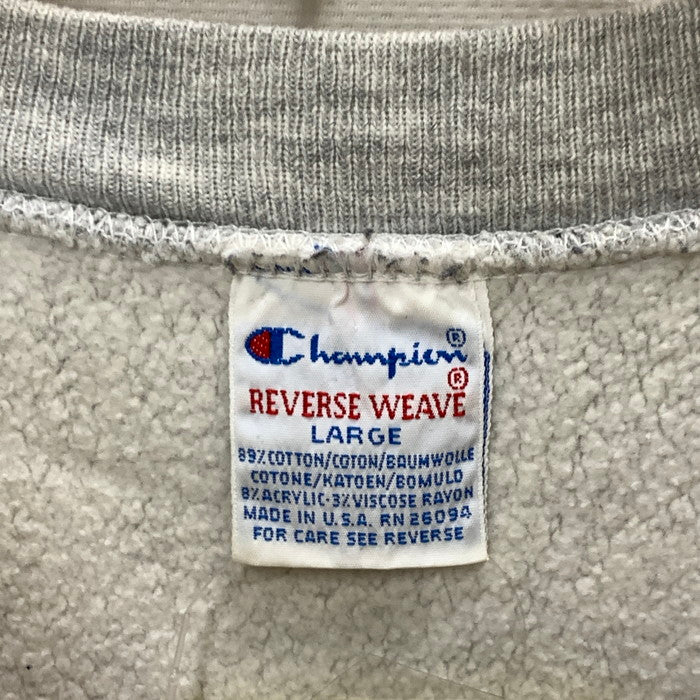 Champion®
®
REVERSE WEAVE
LARGE
89% COTTON/COTON/BAUMWOLLE
COTONE/KATOEN/BOMULD
8% ACRYLIC·3% VISCOSE RAYON
MADE IN U.S.A. RN 26094
FOR CARE SEE REVERSE